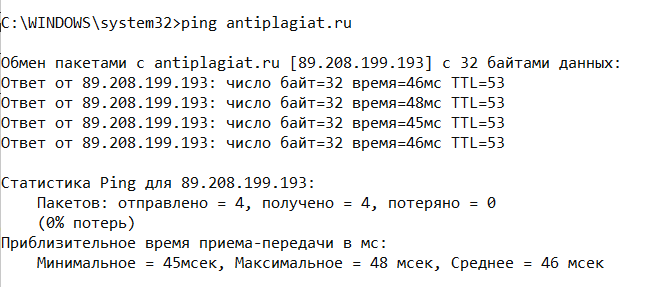 C:\WINDOWS\system32>ping antiplagiat.ru
Обмен пакетами с antiplagiat.ru [89.208.199.193] с 32 байтами данных:
Ответ от 89.208.199.193: число байт=32 время=46мс TTL=53
Ответ от 89.208.199.193: число байт=32 время=48мс TTL=53
Ответ от 89.208.199.193: число байт=32 время=45мс TTL=53
Ответ от 89.208.199.193: число байт=32 время=46мс TTL=53
Статистика Ping для 89.208.199.193:
Пакетов: отправлено = 4, получено = 4, потеряно = 0
(0% потерь)
Приблизительное время приема-передачи в мс:
Минимальное = 45мсек, Максимальное = 48 мсек, Среднее = 46 мсек